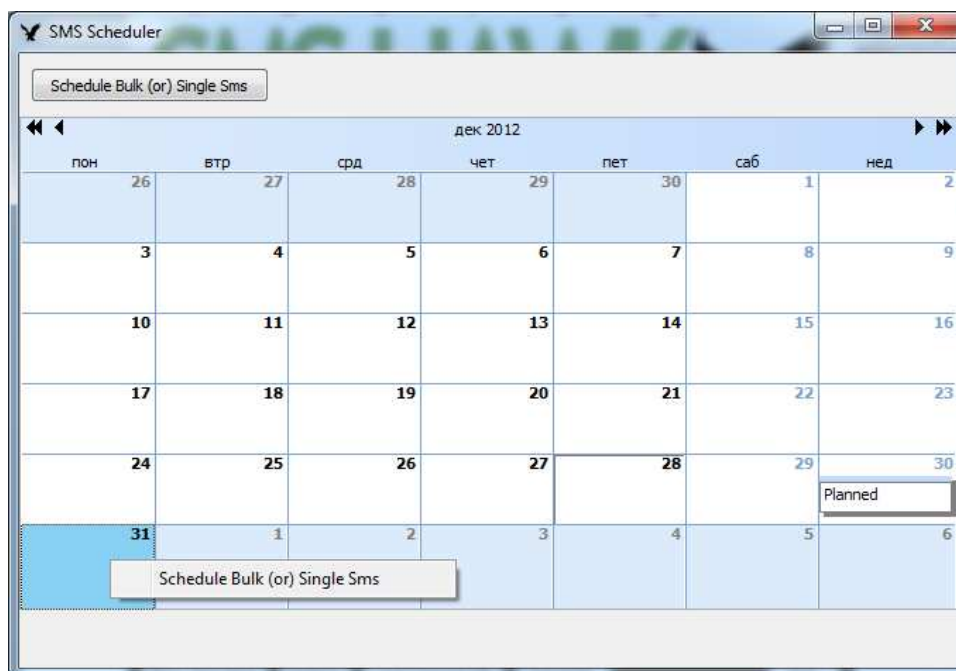 SMS Scheduler
Schedule Bulk (or) Single Sms
дек 2012
пон втр срд чет пет саб нед
26 27 28 29 30 1 2
3 4 5 6 7 8 9
10 11 12 13 14 15 16
17 18 19 20 21 22 23
24 25 26 27 28 29 30
Planned
31 1 2 3 4 5 6
Schedule Bulk (or) Single Sms